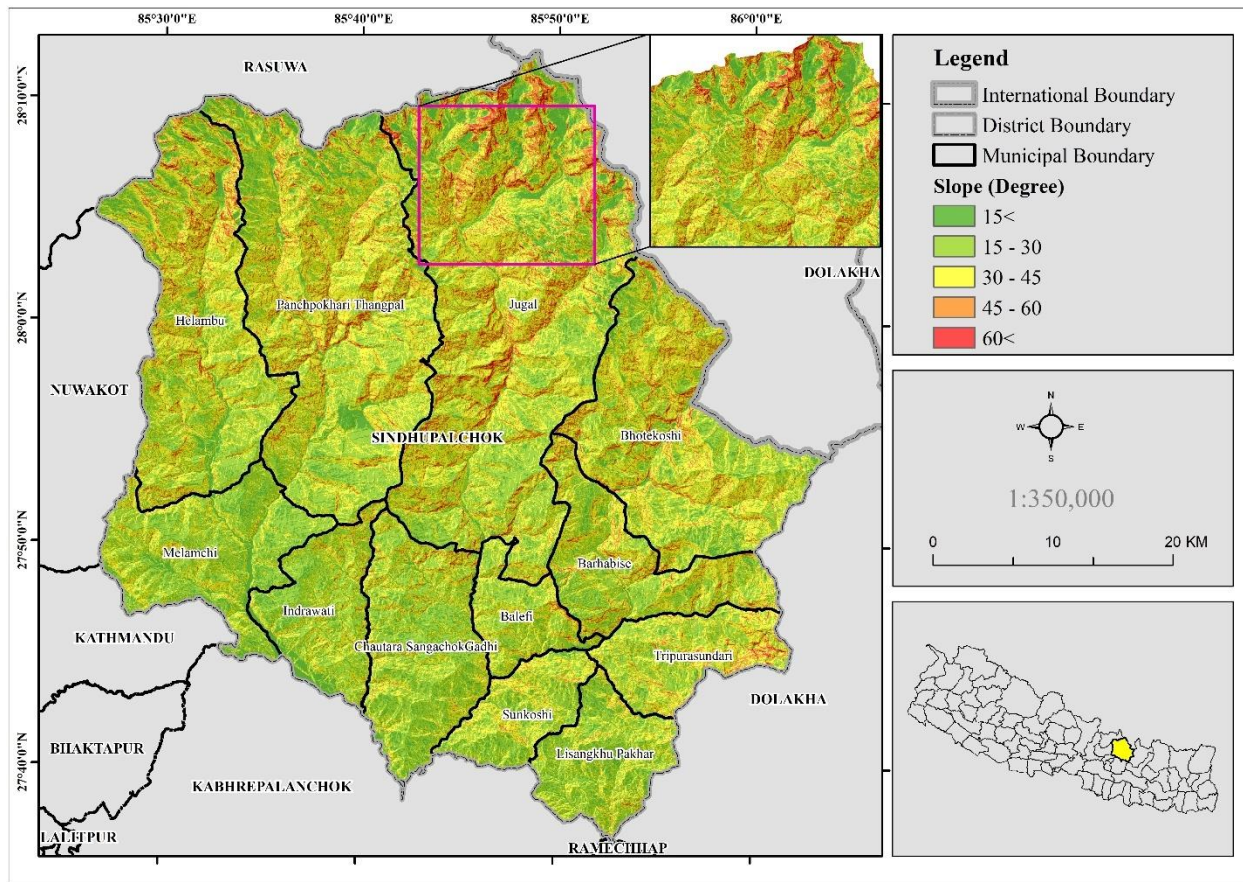 85°30'0"E
85°40'0"E
85°50'0"E
86°0'0"E
28°10'0"N
28°0'0"N
27°50'0"N
27°40'0"N
RASUWA
DOLAKHA
Helambu
Panchpokhari Thangpal
Jugal
NUWAKOT
SINDHUPALCHOK
Bhotekoshi
Melamchi
Barhabise
Indrawati
Balefi
KATHMANDU
Chautara SangachokGadhi
Tripurasundari
DOLAKHA
Sunkoshi
BHAKTAPUR
Lisangkhu Pakhar
KABHREPALANCHOK
LALITPUR
RAMECHHAP
Legend
International Boundary
District Boundary
Municipal Boundary
Slope (Degree)
15<
15 - 30
30 - 45
45 - 60
60<
N
W E
S
1:350,000
0 10 20 KM